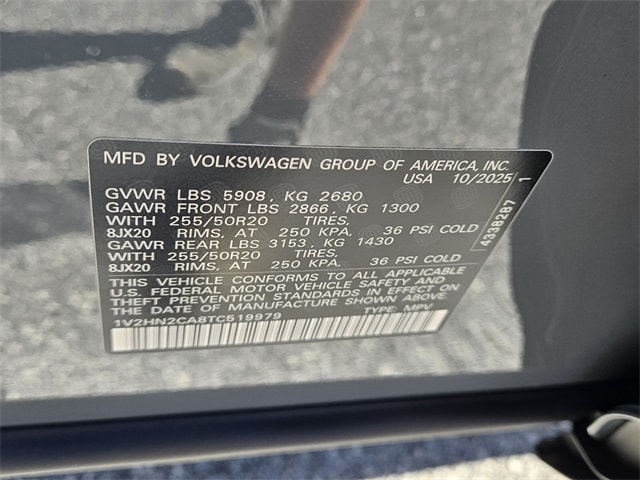 MFD BY VOLKSWAGEN GROUP OF AMERICA, INC.
USA 10/2025
GVWR LBS 5908, KG 2680
GAWR FRONT LBS 2866, KG 1300
WITH 255/50R20 TIRES,
8JX20 RIMS, AT 250 KPA, 36 PSI COLD
GAWR REAR LBS 3153, KG 1430
WITH 255/50R20 TIRES,
8JX20 RIMS, AT 250 KPA, 36 PSI COLD
THIS VEHICLE CONFORMS TO ALL APPLICABLE
U.S. FEDERAL MOTOR VEHICLE SAFETY AND
THEFT PREVENTION STANDARDS IN EFFECT ON
THE DATE OF MANUFACTURE SHOWN ABOVE.
1V2HN2CA8TC519979 TYPE: MPV
4338287 1